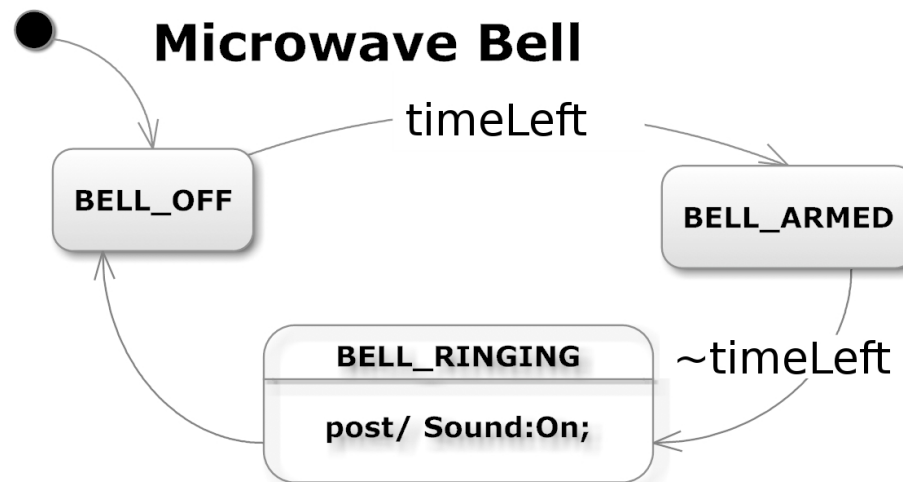 Microwave Bell
timeLeft
BELL_OFF
BELL_ARMED
BELL_RINGING
~timeLeft
post/ Sound:On;